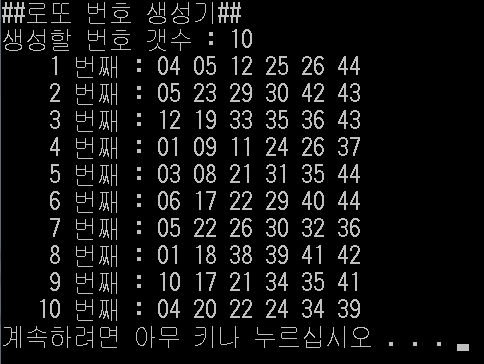 ##로또 번호 생성기##
생성할 번호 갯수 : 10
1 번째 : 04 05 12 25 26 44
2 번째 : 05 23 29 30 42 43
3 번째 : 12 19 33 35 36 43
4 번째 : 01 09 11 24 26 37
5 번째 : 03 08 21 31 35 44
6 번째 : 06 17 22 29 40 44
7 번째 : 05 22 26 30 32 36
8 번째 : 01 18 38 39 41 42
9 번째 : 10 17 21 34 35 41
10 번째 : 04 20 22 24 34 39
계속하려면 아무 키나 누르십시오 . . .